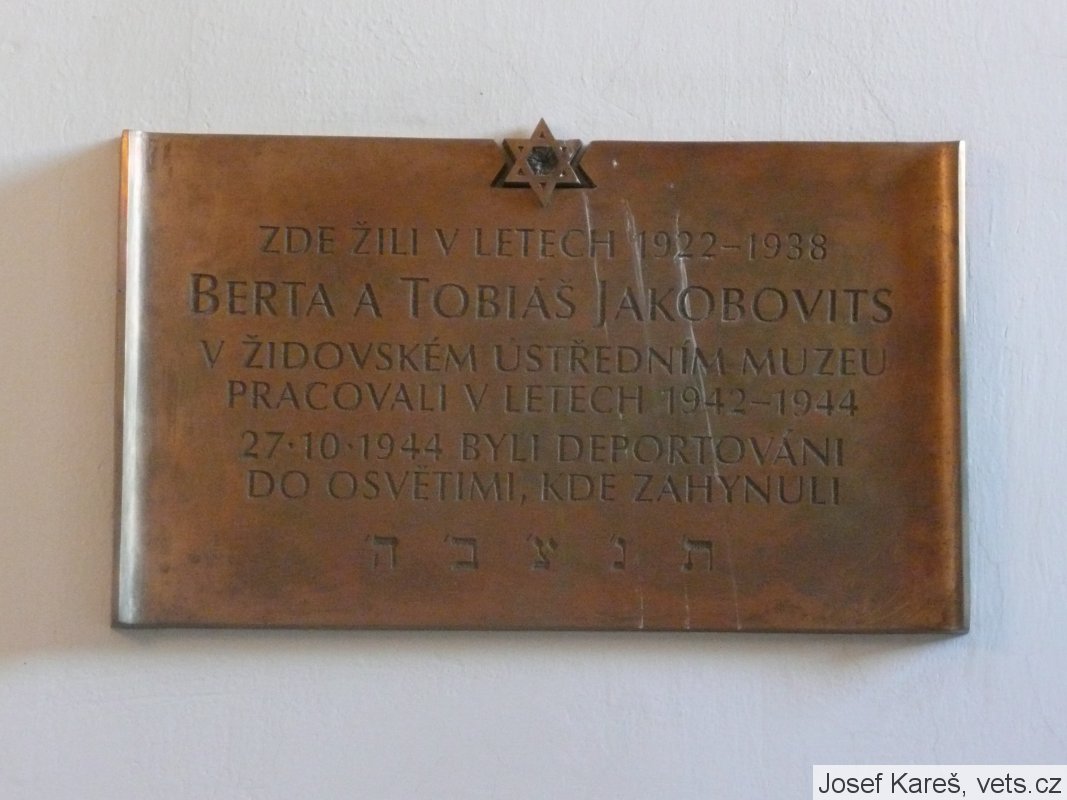 ZDE ŽILI V LETECH 1922–1938
BERTA A TOBIÁŠ JAKOBOVITS
V ŽIDOVSKÉM ÚSTŘEDNÍM MUZEU
PRACOVALI V LETECH 1942–1944
27·10·1944 BYLI DEPORTOVÁNI
DO OSVĚTIMI, KDE ZAHYNULI
ת׳ נ׳ צ׳ ב׳ ה׳
Josef Kareš, vets.cz